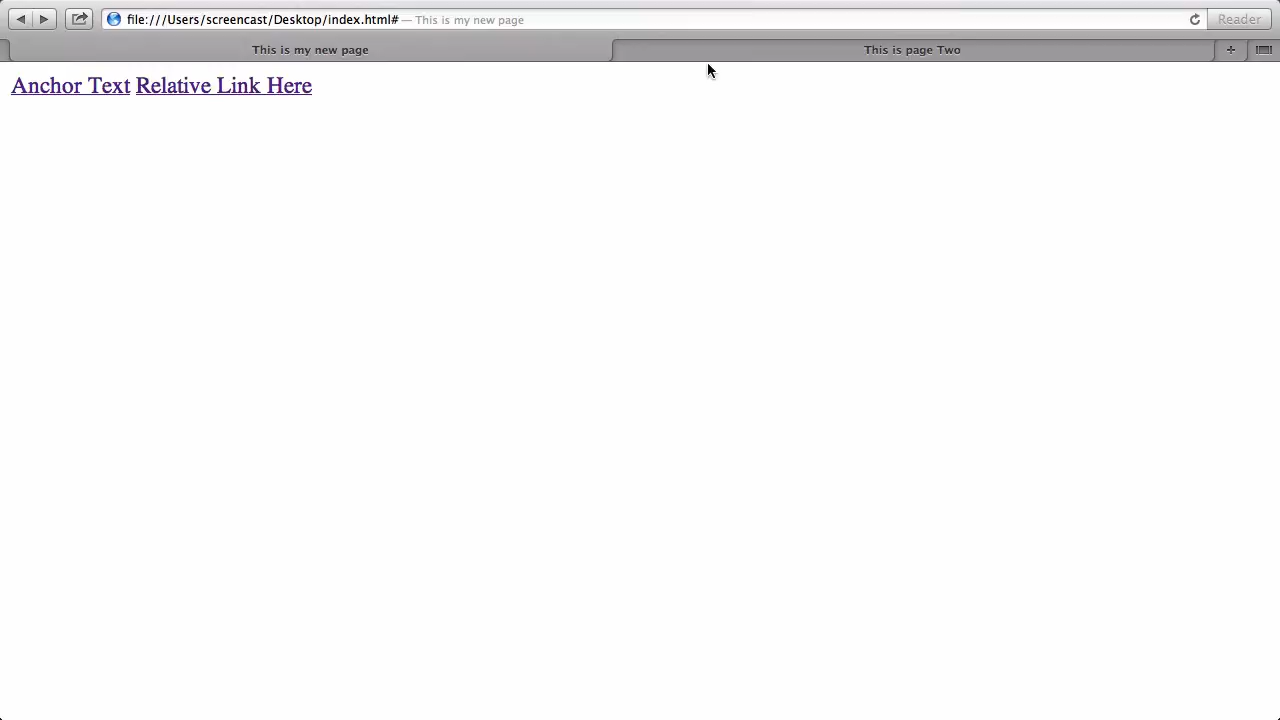 file:///Users/screencast/Desktop/index.html# — This is my new page
Reader
This is my new page
This is page Two
+
Anchor Text Relative Link Here